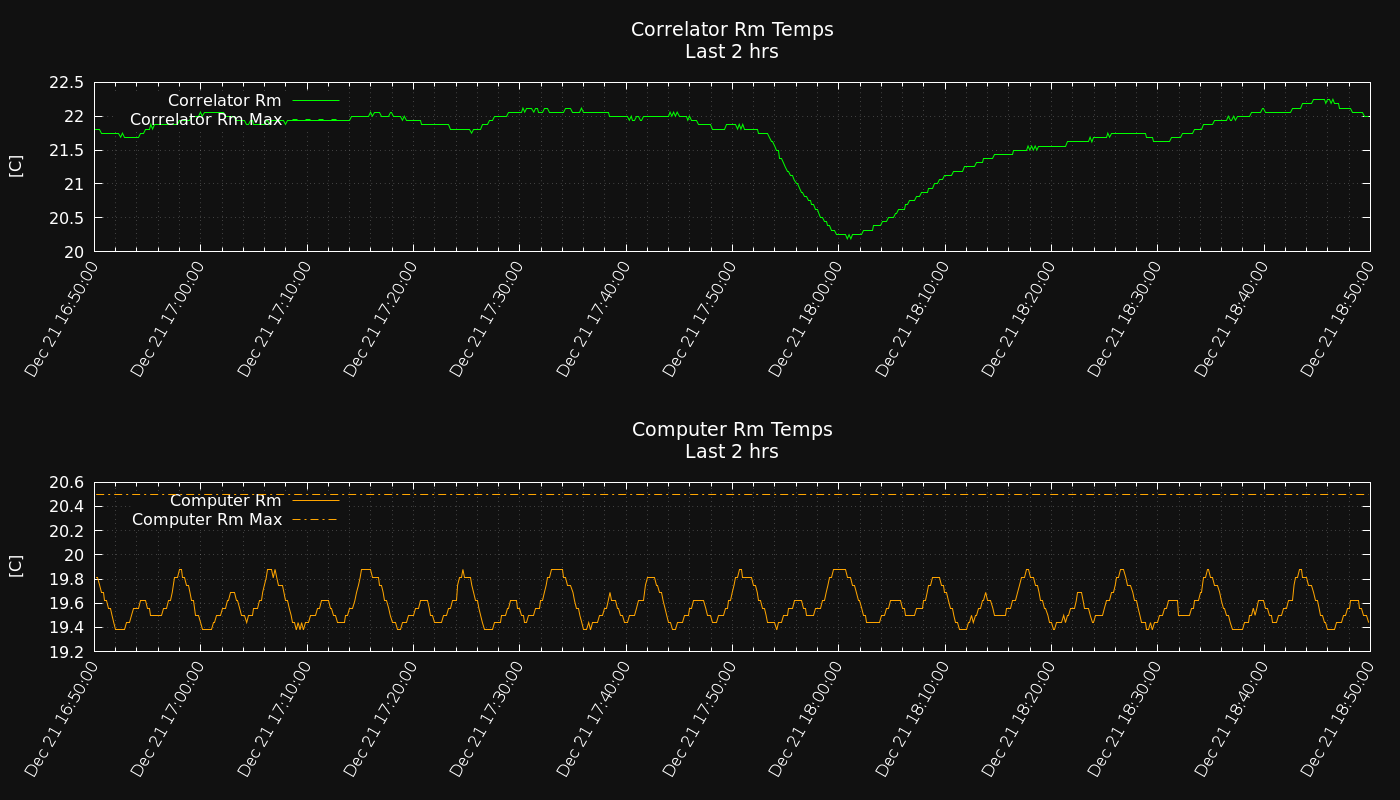 Correlator Rm Temps
Last 2 hrs
22.5
22
21.5
21
20.5
20
[C]
Correlator Rm
Correlator Rm Max
Dec 21 16:50:00
Dec 21 17:00:00
Dec 21 17:10:00
Dec 21 17:20:00
Dec 21 17:30:00
Dec 21 17:40:00
Dec 21 17:50:00
Dec 21 18:00:00
Dec 21 18:10:00
Dec 21 18:20:00
Dec 21 18:30:00
Dec 21 18:40:00
Dec 21 18:50:00
Computer Rm Temps
Last 2 hrs
20.6
20.4
20.2
20
19.8
19.6
19.4
19.2
[C]
Computer Rm
Computer Rm Max
Dec 21 16:50:00
Dec 21 17:00:00
Dec 21 17:10:00
Dec 21 17:20:00
Dec 21 17:30:00
Dec 21 17:40:00
Dec 21 17:50:00
Dec 21 18:00:00
Dec 21 18:10:00
Dec 21 18:20:00
Dec 21 18:30:00
Dec 21 18:40:00
Dec 21 18:50:00